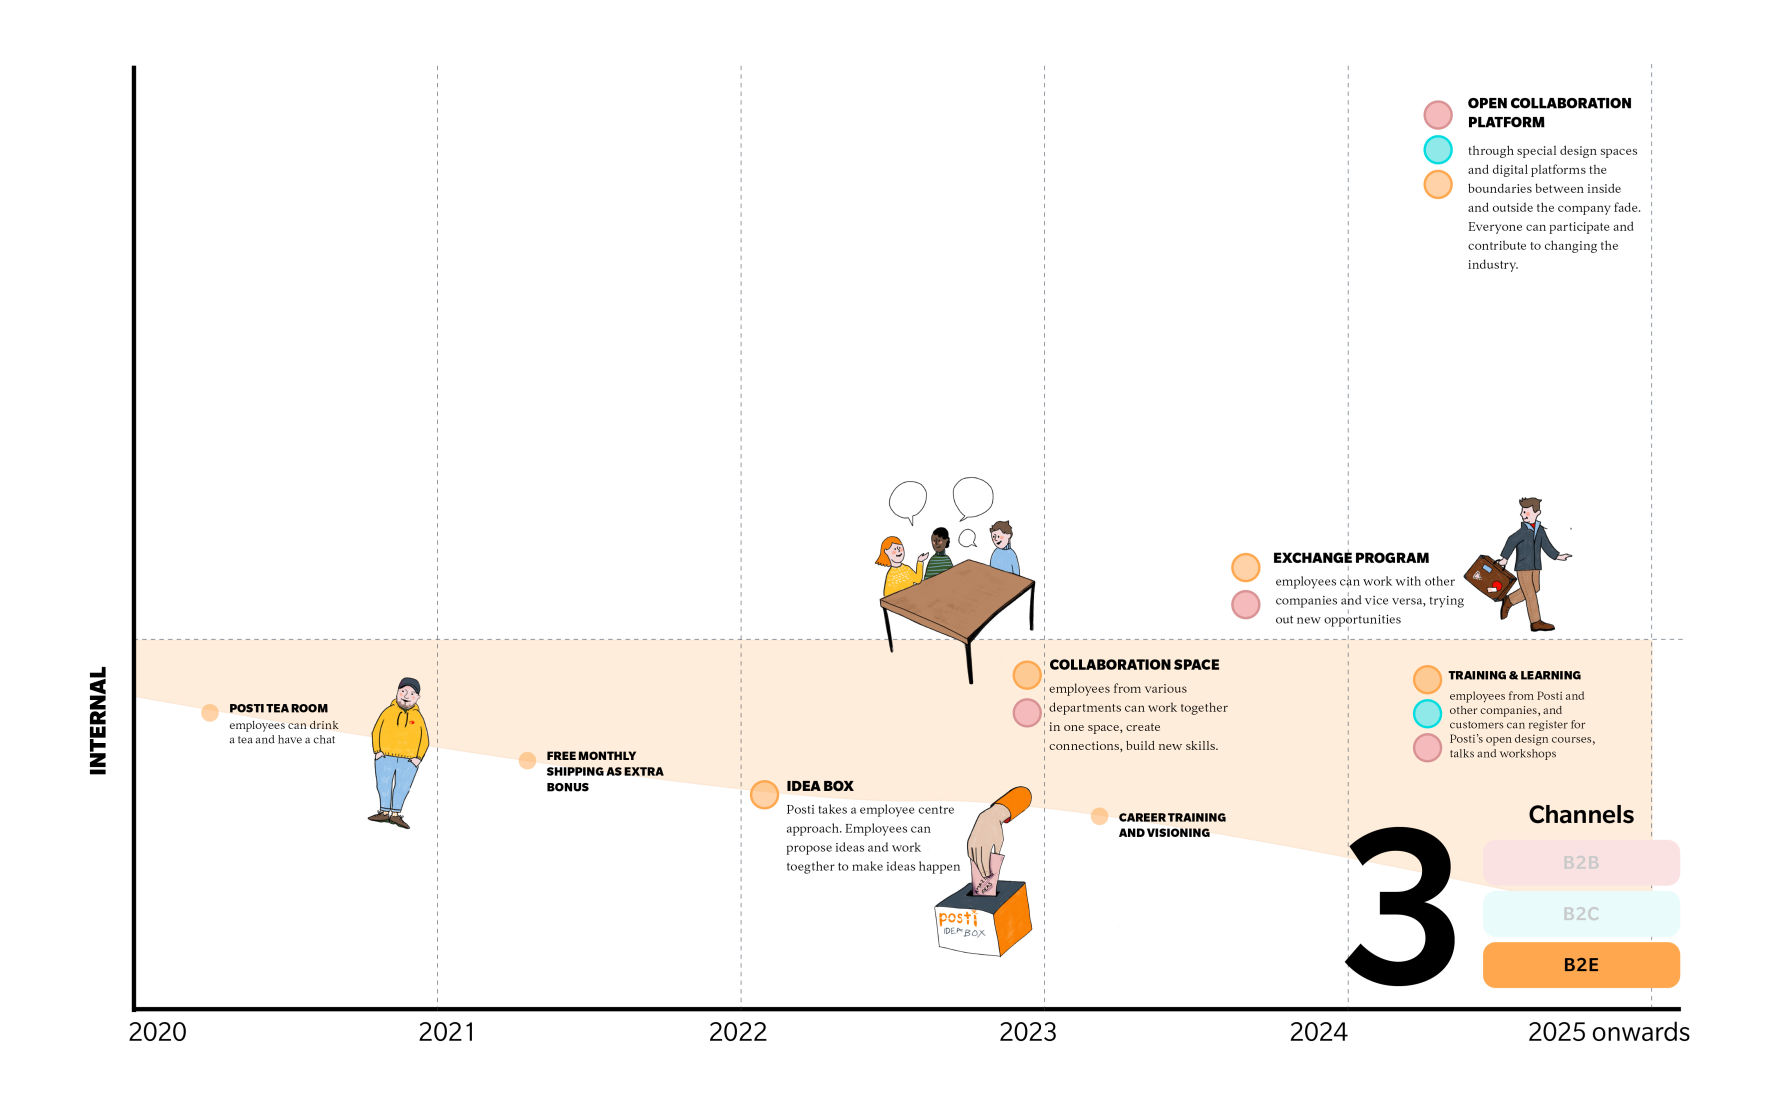 OPEN COLLABORATION
PLATFORM
through special design spaces
and digital platforms the
boundaries between inside
and outside the company fade.
Everyone can participate and
contribute to changing the
industry.
EXCHANGE PROGRAM
employees can work with other
companies and vice versa, trying
out new opportunities
INTERNAL
POSTI TEA ROOM
employees can drink
a tea and have a chat
FREE MONTHLY
SHIPPING AS EXTRA
BONUS
IDEA BOX
Posti takes a employee centre
approach. Employees can
propose ideas and work
toegther to make ideas happen
posti
IDEA BOX
COLLABORATION SPACE
employees from various
departments can work together
in one space, create
connections, build new skills.
CAREER TRAINING
AND VISIONING
TRAINING & LEARNING
employees from Posti and
other companies, and
customers can register for
Posti's open design courses,
talks and workshops
3
Channels
B2B
B2C
B2E
2020
2021
2022
2023
2024
2025 onwards